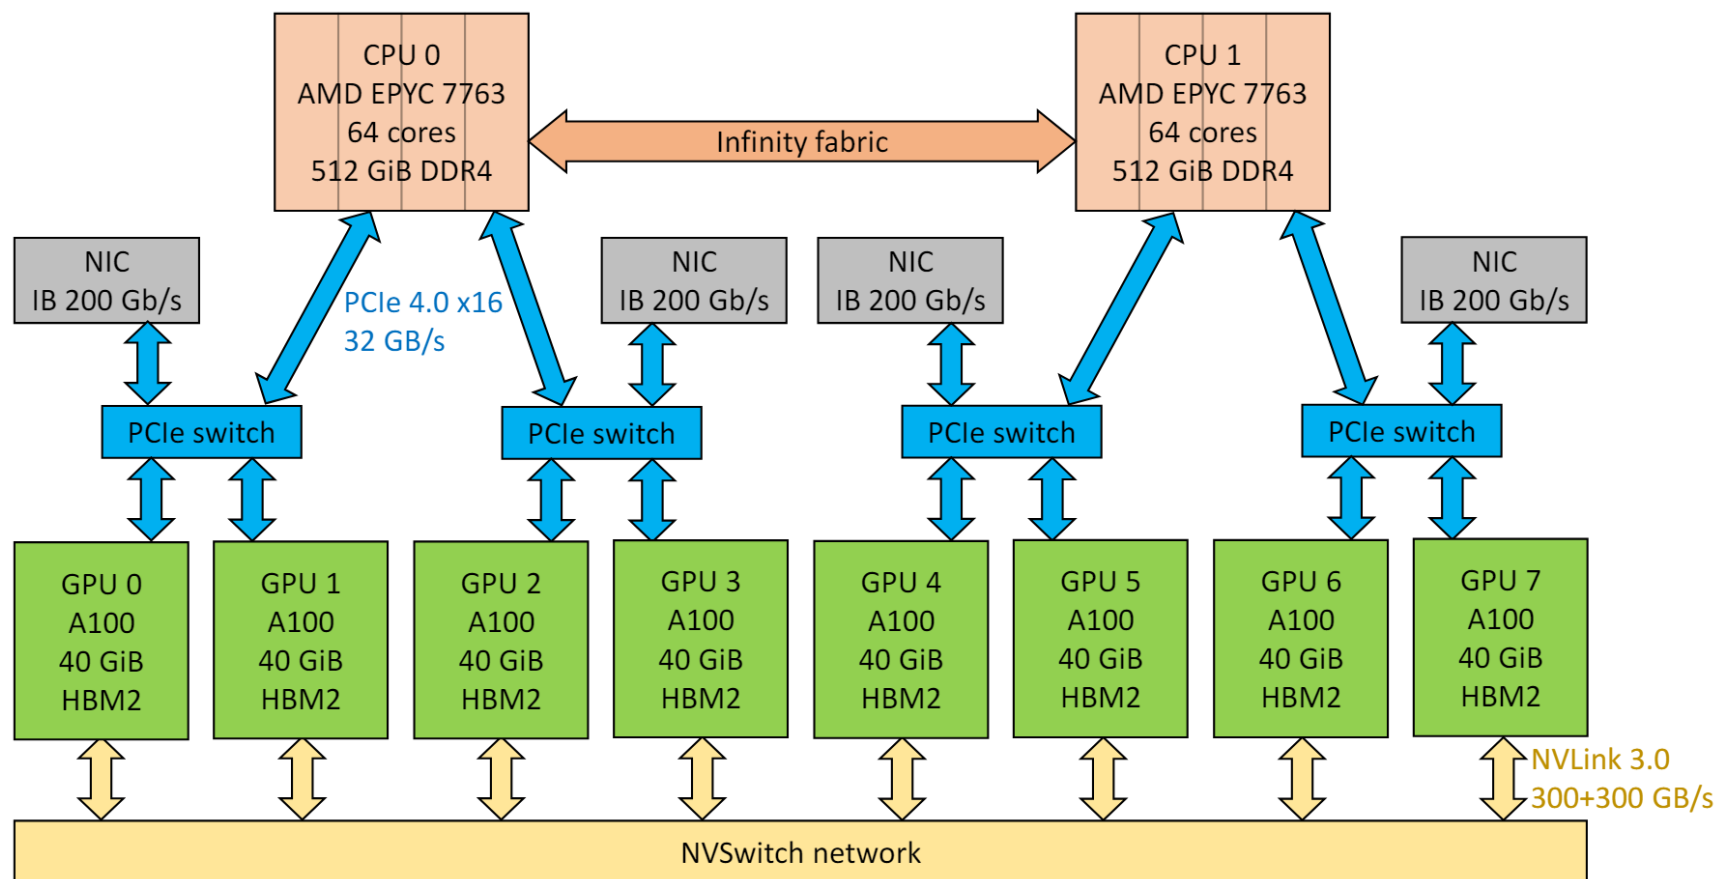 CPU 0
AMD EPYC 7763
64 cores
512 GiB DDR4
Infinity fabric
CPU 1
AMD EPYC 7763
64 cores
512 GiB DDR4
NIC
IB 200 Gb/s
PCIe 4.0 x16
32 GB/s
NIC
IB 200 Gb/s
NIC
IB 200 Gb/s
NIC
IB 200 Gb/s
PCIe switch
PCIe switch
PCIe switch
PCIe switch
GPU 0
A100
40 GiB
HBM2
GPU 1
A100
40 GiB
HBM2
GPU 2
A100
40 GiB
HBM2
GPU 3
A100
40 GiB
HBM2
GPU 4
A100
40 GiB
HBM2
GPU 5
A100
40 GiB
HBM2
GPU 6
A100
40 GiB
HBM2
GPU 7
A100
40 GiB
HBM2
NVLink 3.0
300+300 GB/s
NVSwitch network